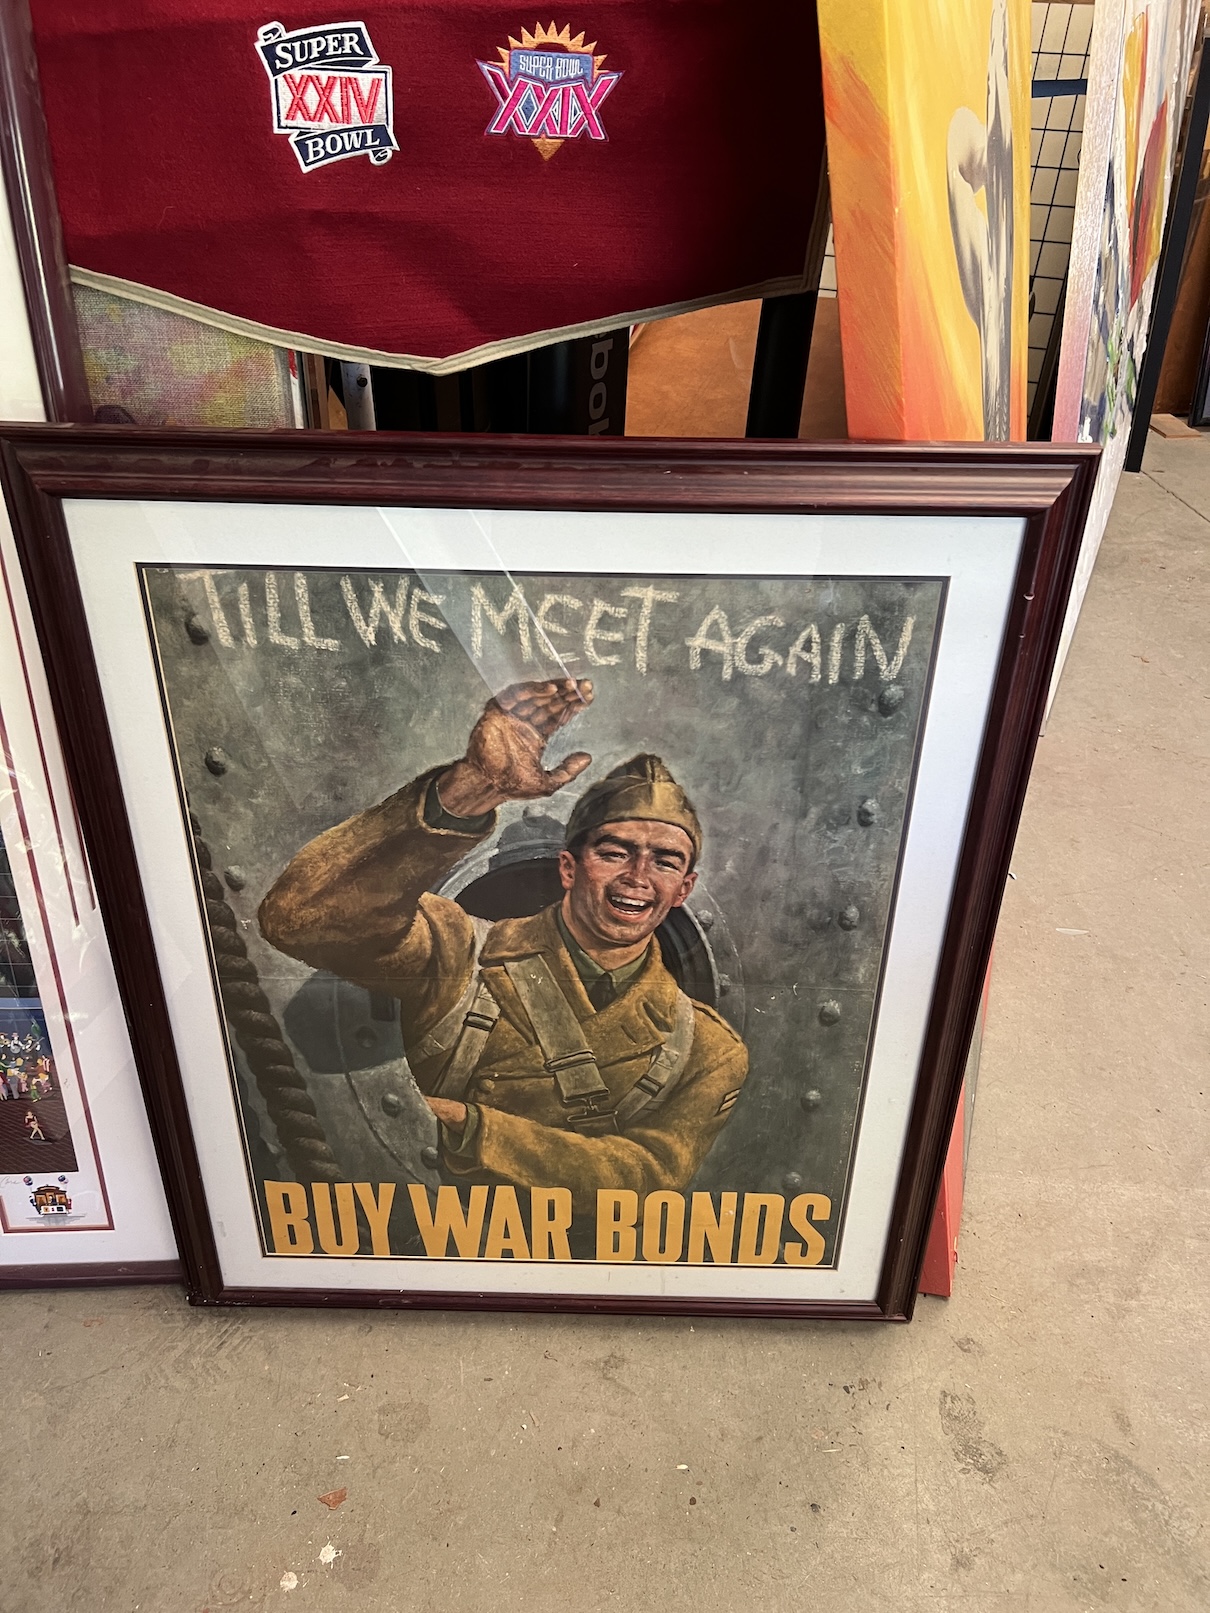 SUPER
XXIV
BOWL
SUPER BOWL
XXIX
TILL WE MEET AGAIN
BUY WAR BONDS